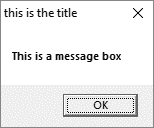 this is the title
This is a message box
OK